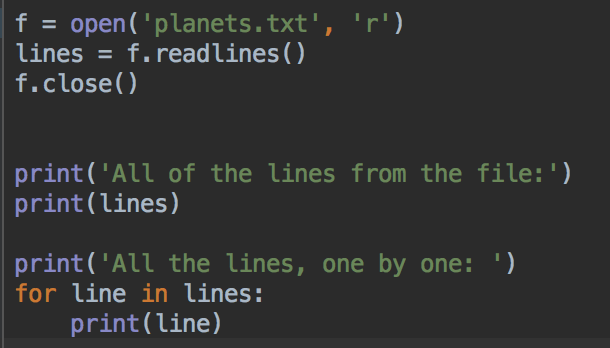 f = open('planets.txt', 'r')
lines = f.readlines()
f.close()
print('All of the lines from the file:')
print(lines)
print('All the lines, one by one: ')
for line in lines:
    print(line)